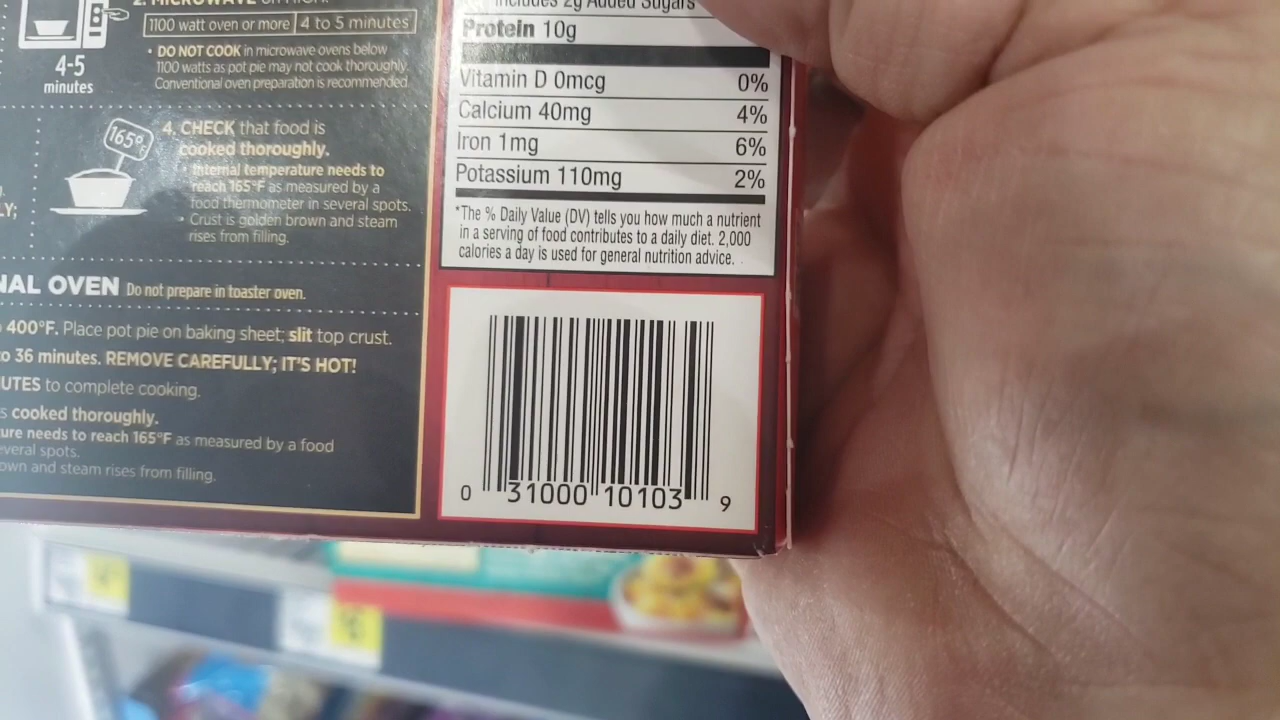 2. MICROWAVE on HIGH.
1100 watt oven or more 4 to 5 minutes
• DO NOT COOK in microwave ovens below
1100 watts as pot pie may not cook thoroughly.
Conventional oven preparation is recommended.
4-5
minutes
165°F
4. CHECK that food is
cooked thoroughly.
• Internal temperature needs to
reach 165°F as measured by a
food thermometer in several spots.
• Crust is golden brown and steam
rises from filling.
LY;
NAL OVEN Do not prepare in toaster oven.
400°F. Place pot pie on baking sheet; slit top crust.
to 36 minutes. REMOVE CAREFULLY; IT'S HOT!
UTES to complete cooking.
s cooked thoroughly.
ure needs to reach 165°F as measured by a food
everal spots.
own and steam rises from filling.
Includes 2g Added Sugars
Protein 10g
Vitamin D 0mcg 0%
Calcium 40mg 4%
Iron 1mg 6%
Potassium 110mg 2%
*The % Daily Value (DV) tells you how much a nutrient
in a serving of food contributes to a daily diet. 2,000
calories a day is used for general nutrition advice.
0 31000 10103 9